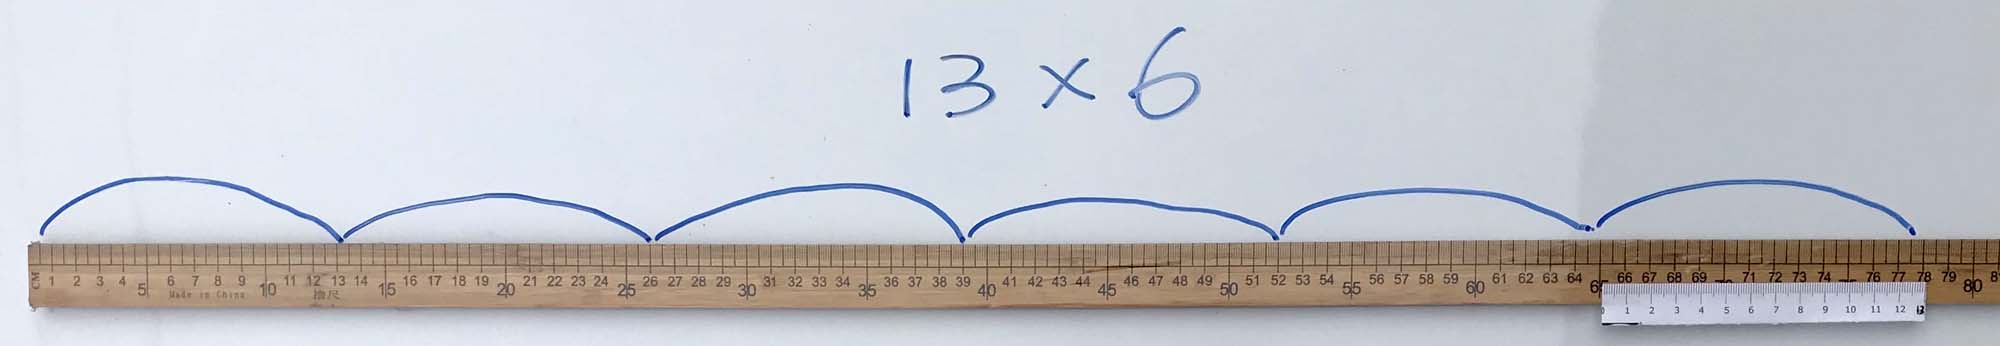 13 × 6
CM 1 2 3 4 5 6 7 8 9 10 11 12 13 14 15 16 17 18 19 20 21 22 23 24 25 26 27 28 29 30 31 32 33 34 35 36 37 38 39 40 41 42 43 44 45 46 47 48 49 50 51 52 53 54 55 56 57 58 59 60 61 62 63 64 65 66 67 68 69 70 71 72 73 74 75 76 77 78 79 80
Made in China
0 1 2 3 4 5 6 7 8 9 10 11 12 13